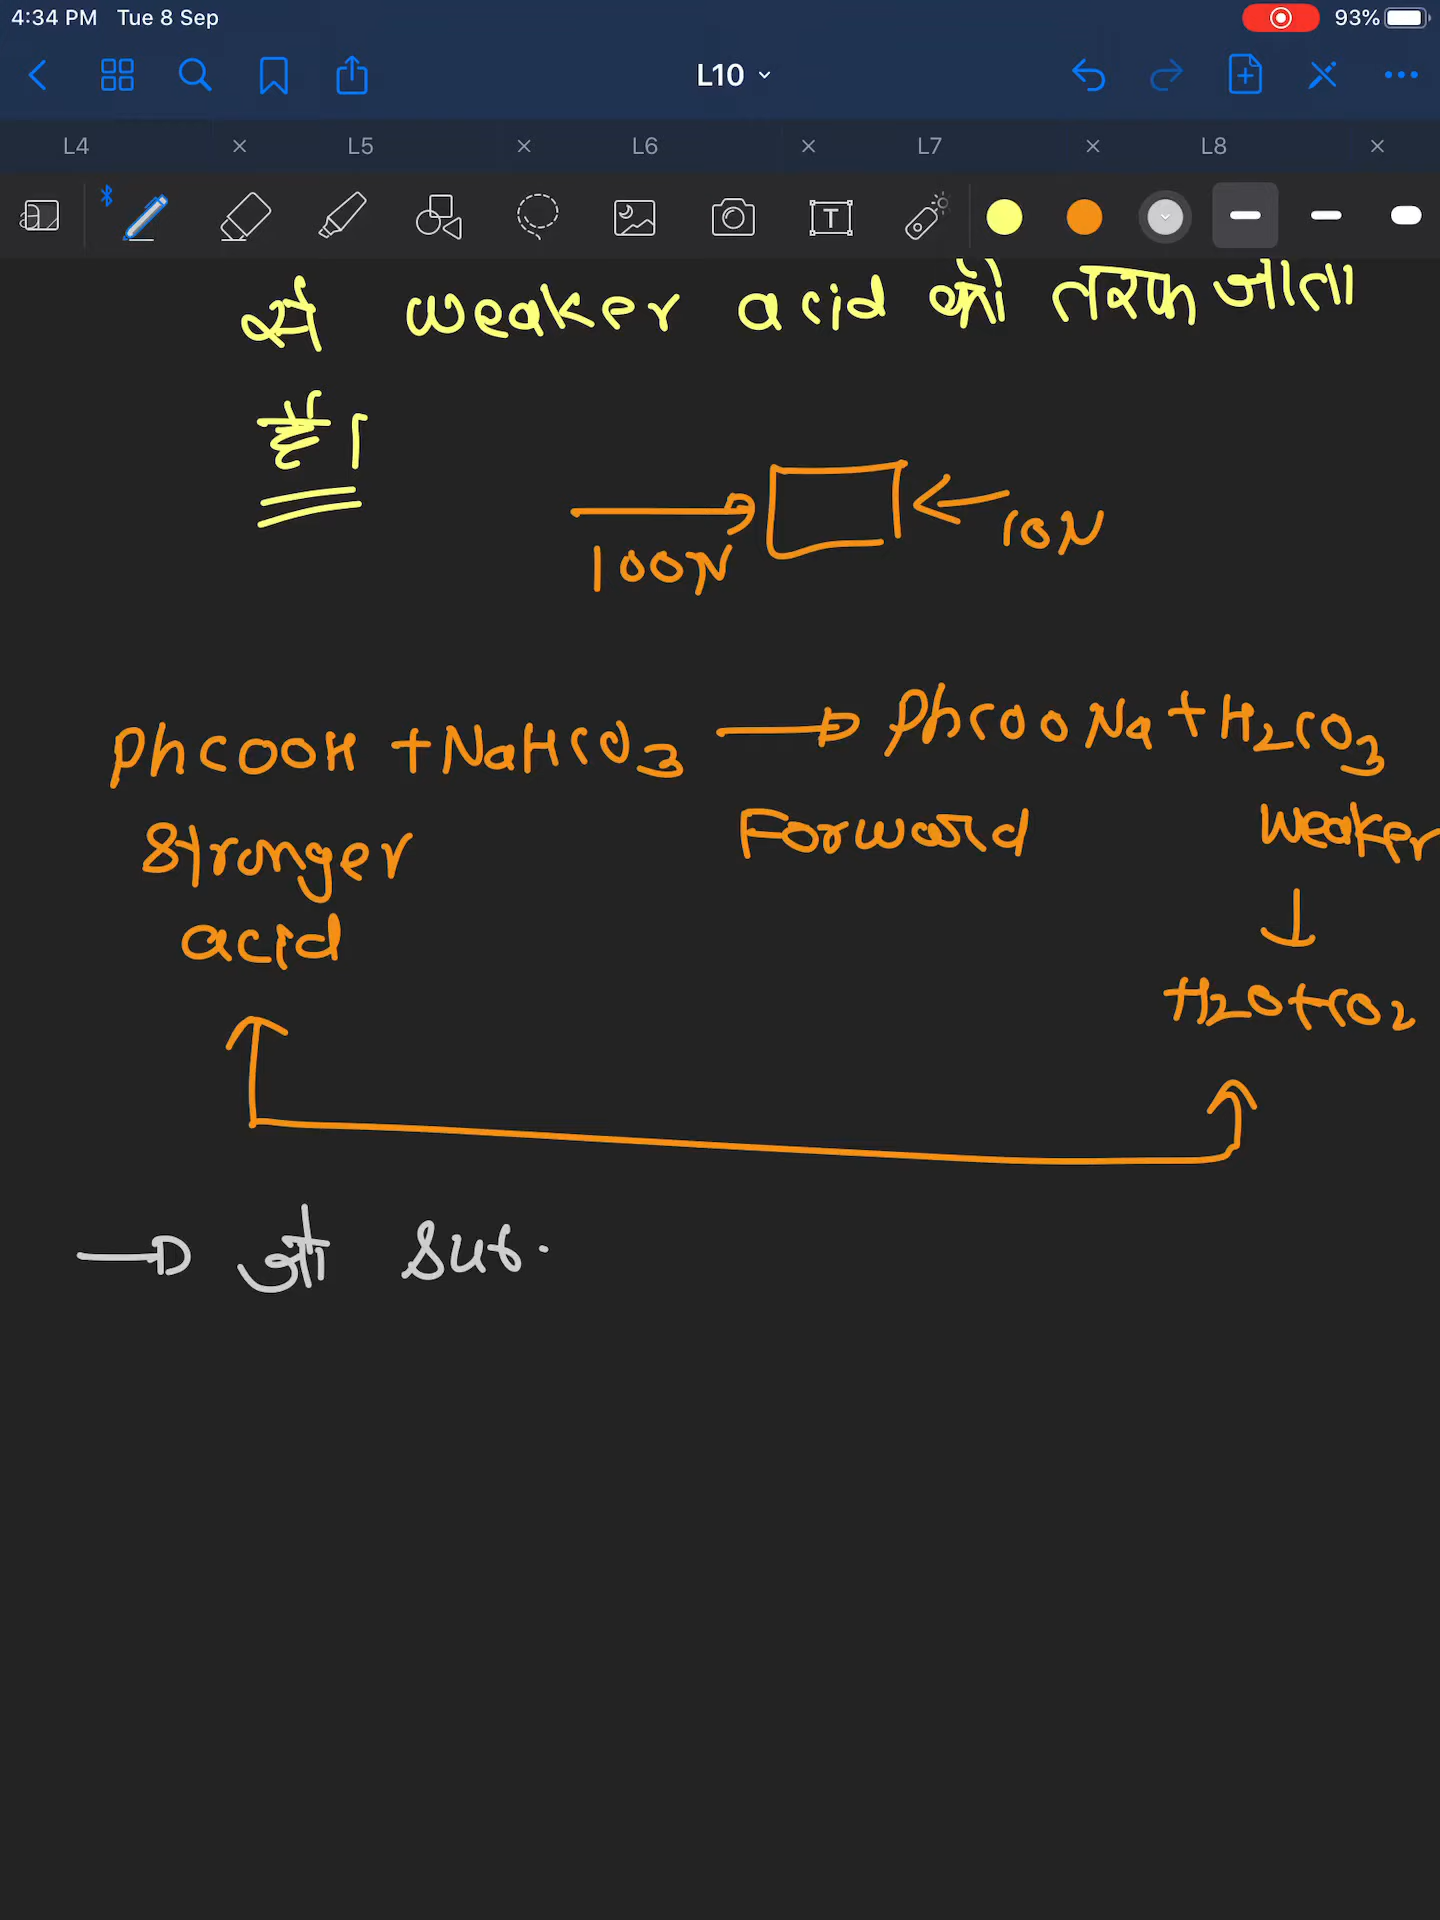 4:34 PM Tue 8 Sep 93%
L10
L4 L5 L6 L7 L8
T
से weaker acid की तरफ जाता
है।
100N 10N
PhCOOH + NaHCO3 → PhCOONa + H2CO3
Stronger Forward Weaker
acid ↓
H2O+CO2
→ जो Sub.